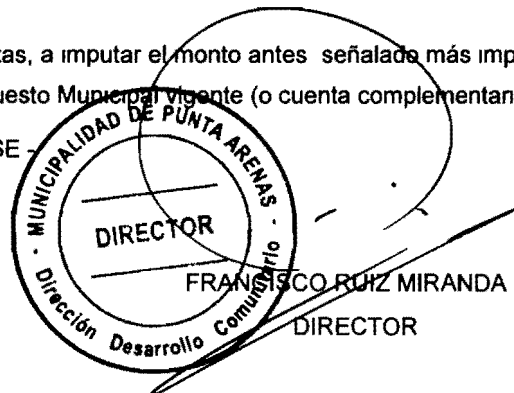 tas, a imputar el monto antes señalado más imp
uesto Municipal vigente (o cuenta complementari
SE -
- MUNICIPALIDAD DE PUNTA ARENAS -
DIRECTOR
Dirección Desarrollo Comunitario
FRANCISCO RUIZ MIRANDA
DIRECTOR